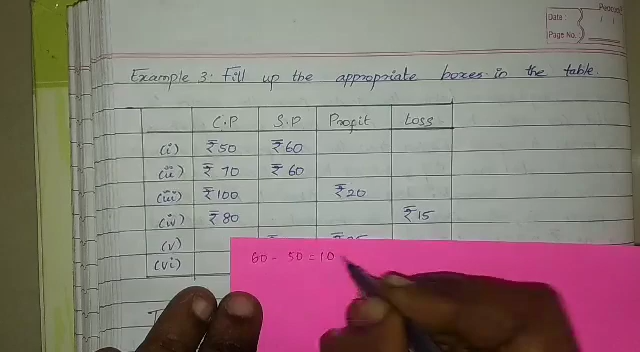 Date :
Page No.
Example 3: Fill up the appropriate boxes in the table.
C.P S.P Profit Loss
(i) ₹50 ₹60
(ii) ₹70 ₹60
(iii) ₹100 ₹20
(iv) ₹80 ₹15
(v)
(vi)
60 - 50 = 10